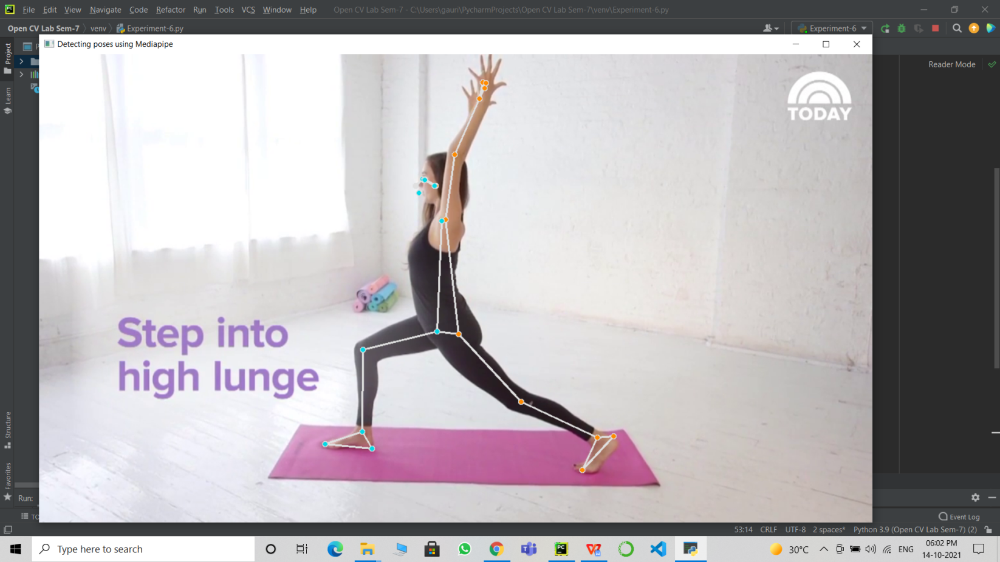 File Edit View Navigate Code Refactor Run Tools VCS Window Help Open CV Lab Sem-7 - C:\Users\gauri\PycharmProjects\Open CV Lab Sem-7\venv\Experiment-6.py
Open CV Lab Sem-7 venv Experiment-6.py Experiment-6
Detecting poses using Mediapipe
Project
Reader Mode
Learn
TODAY
Step into
high lunge
Structure
Favorites
Run:
TO
Event Log
53:14 CRLF UTF-8 2 spaces* Python 3.9 (Open CV Lab Sem-7) (2)
Type here to search
30°C ENG 06:02 PM
14-10-2021